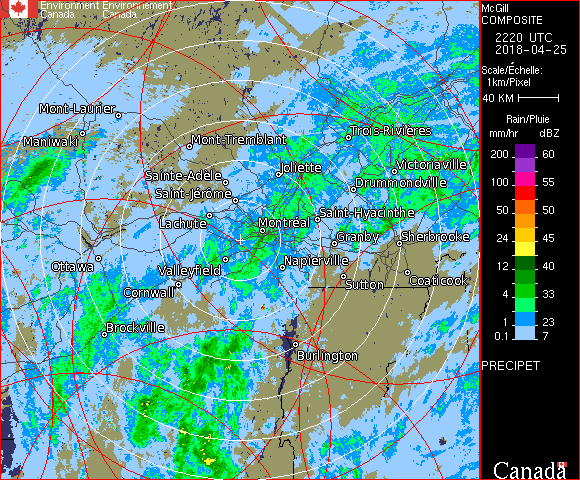 Environment Environnement
Canada Canada
McGill
COMPOSITE
2220 UTC
2018-04-25
Scale/Échelle:
1km/Pixel
40 KM
Rain/Pluie
mm/hr dBZ
200 60
100 55
50 50
24 45
12 40
4 33
1 23
0.1 7
PRECIPET
Canada
Mont-Laurier
Maniwaki
Mont-Tremblant
Trois-Rivières
Sainte-Adèle
Joliette
Victoriaville
Saint-Jérôme
Drummondville
Lachute
Montréal
Saint-Hyacinthe
Granby
Sherbrooke
Ottawa
Valleyfield
Napierville
Cornwall
Sutton
Coaticook
Brockville
Burlington